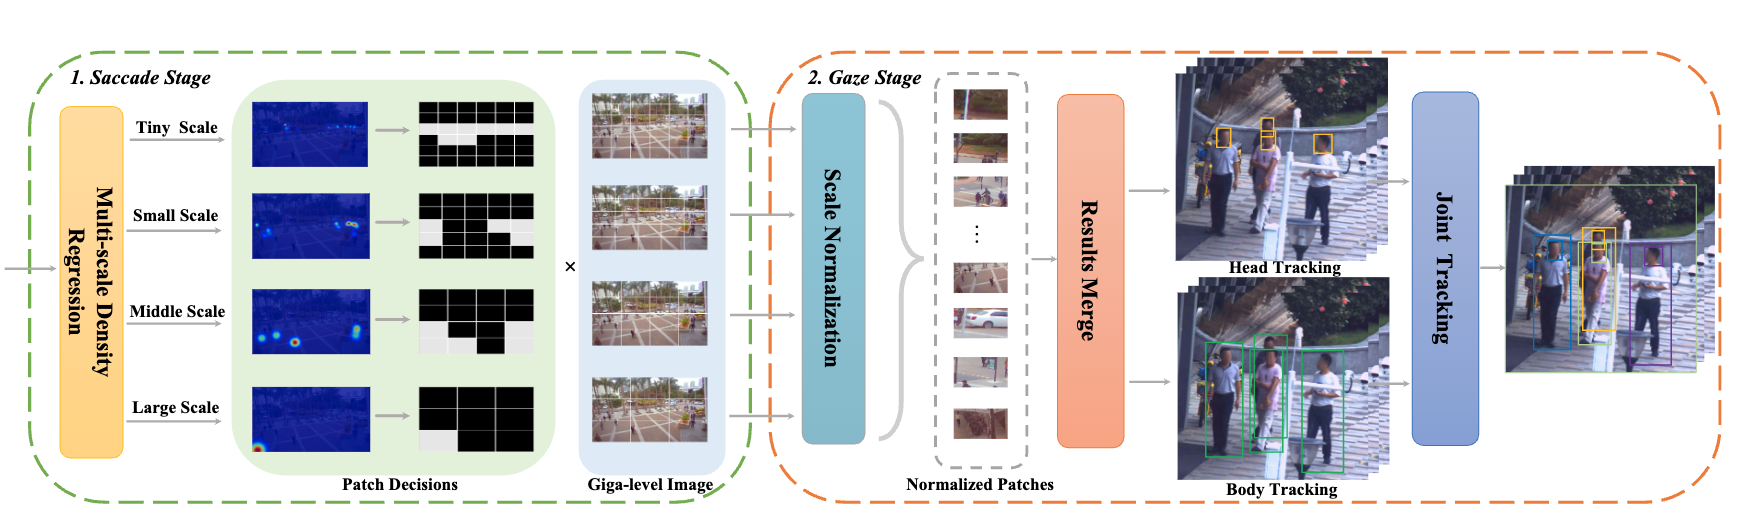 1. Saccade Stage
Multi-scale Density
Regression
Tiny Scale
Small Scale
Middle Scale
Large Scale
Patch Decisions
×
Giga-level Image
2. Gaze Stage
Scale Normalization
...
Normalized Patches
Results Merge
Head Tracking
Body Tracking
Joint Tracking